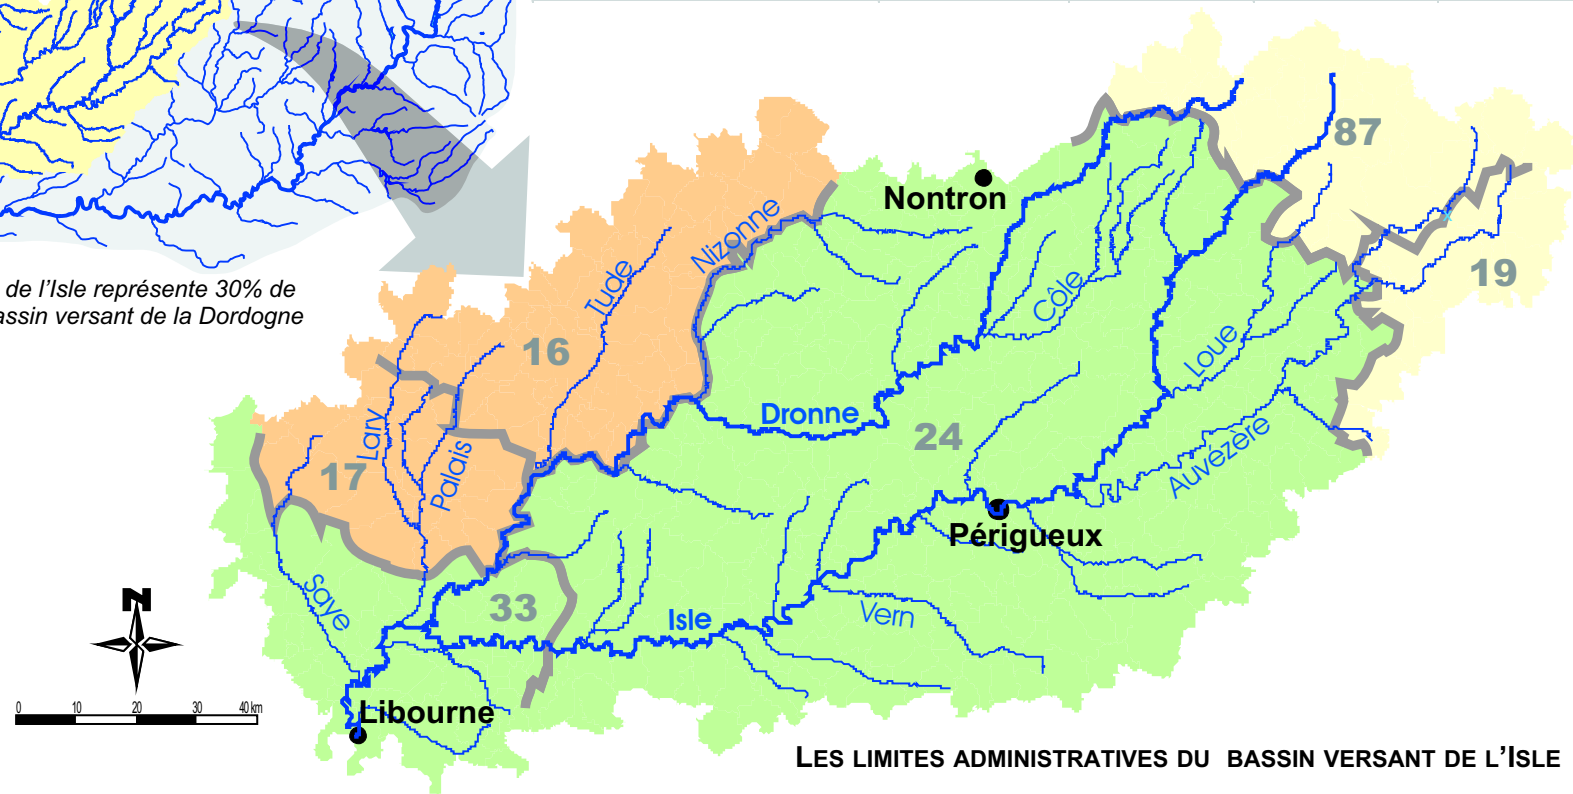 87
Nontron
Nizonne
19
Tude
Côle
de l'Isle représente 30% de
assin versant de la Dordogne
16
Loue
Dronne
24
Lary
Auvézère
17
Palais
Périgueux
Saye
N
33
Isle
Vern
0 10 20 30 40 km
Libourne
LES LIMITES ADMINISTRATIVES DU BASSIN VERSANT DE L'ISLE